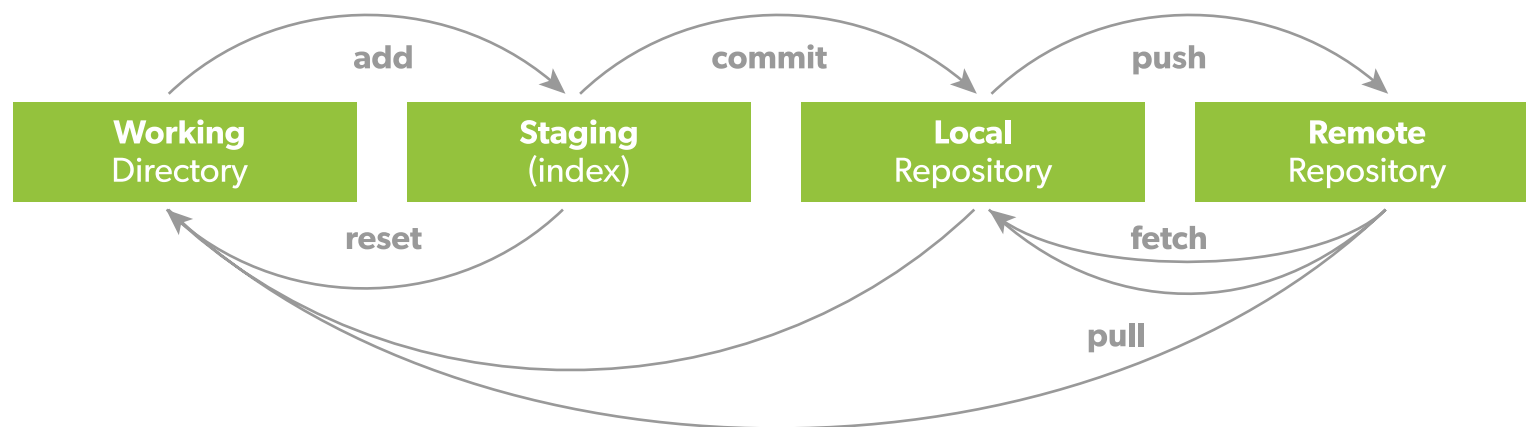 add
commit
push
Working
Directory
Staging
(index)
Local
Repository
Remote
Repository
reset
fetch
pull